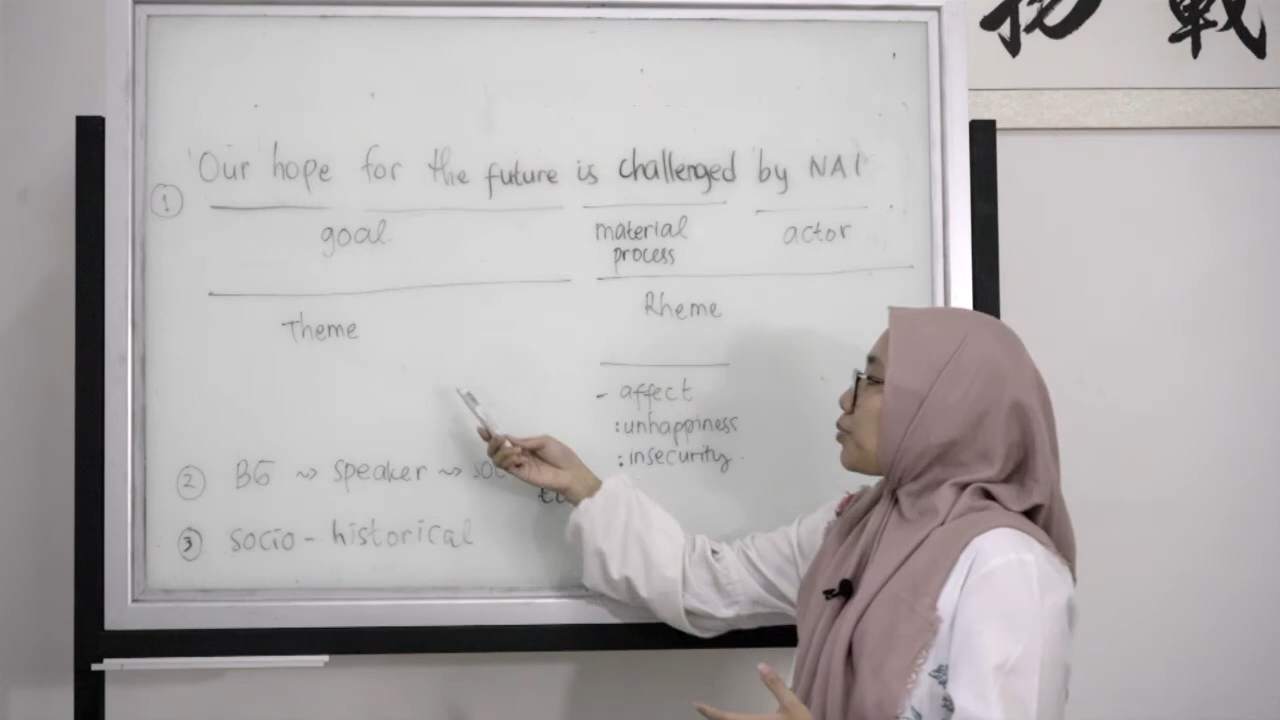 'Our hope for the future is challenged by NAI'
①
goal
material process
actor
Theme
Rheme
- affect
: unhappiness
: insecurity.
② BG ~> speaker ~>
③ socio - historical
戰